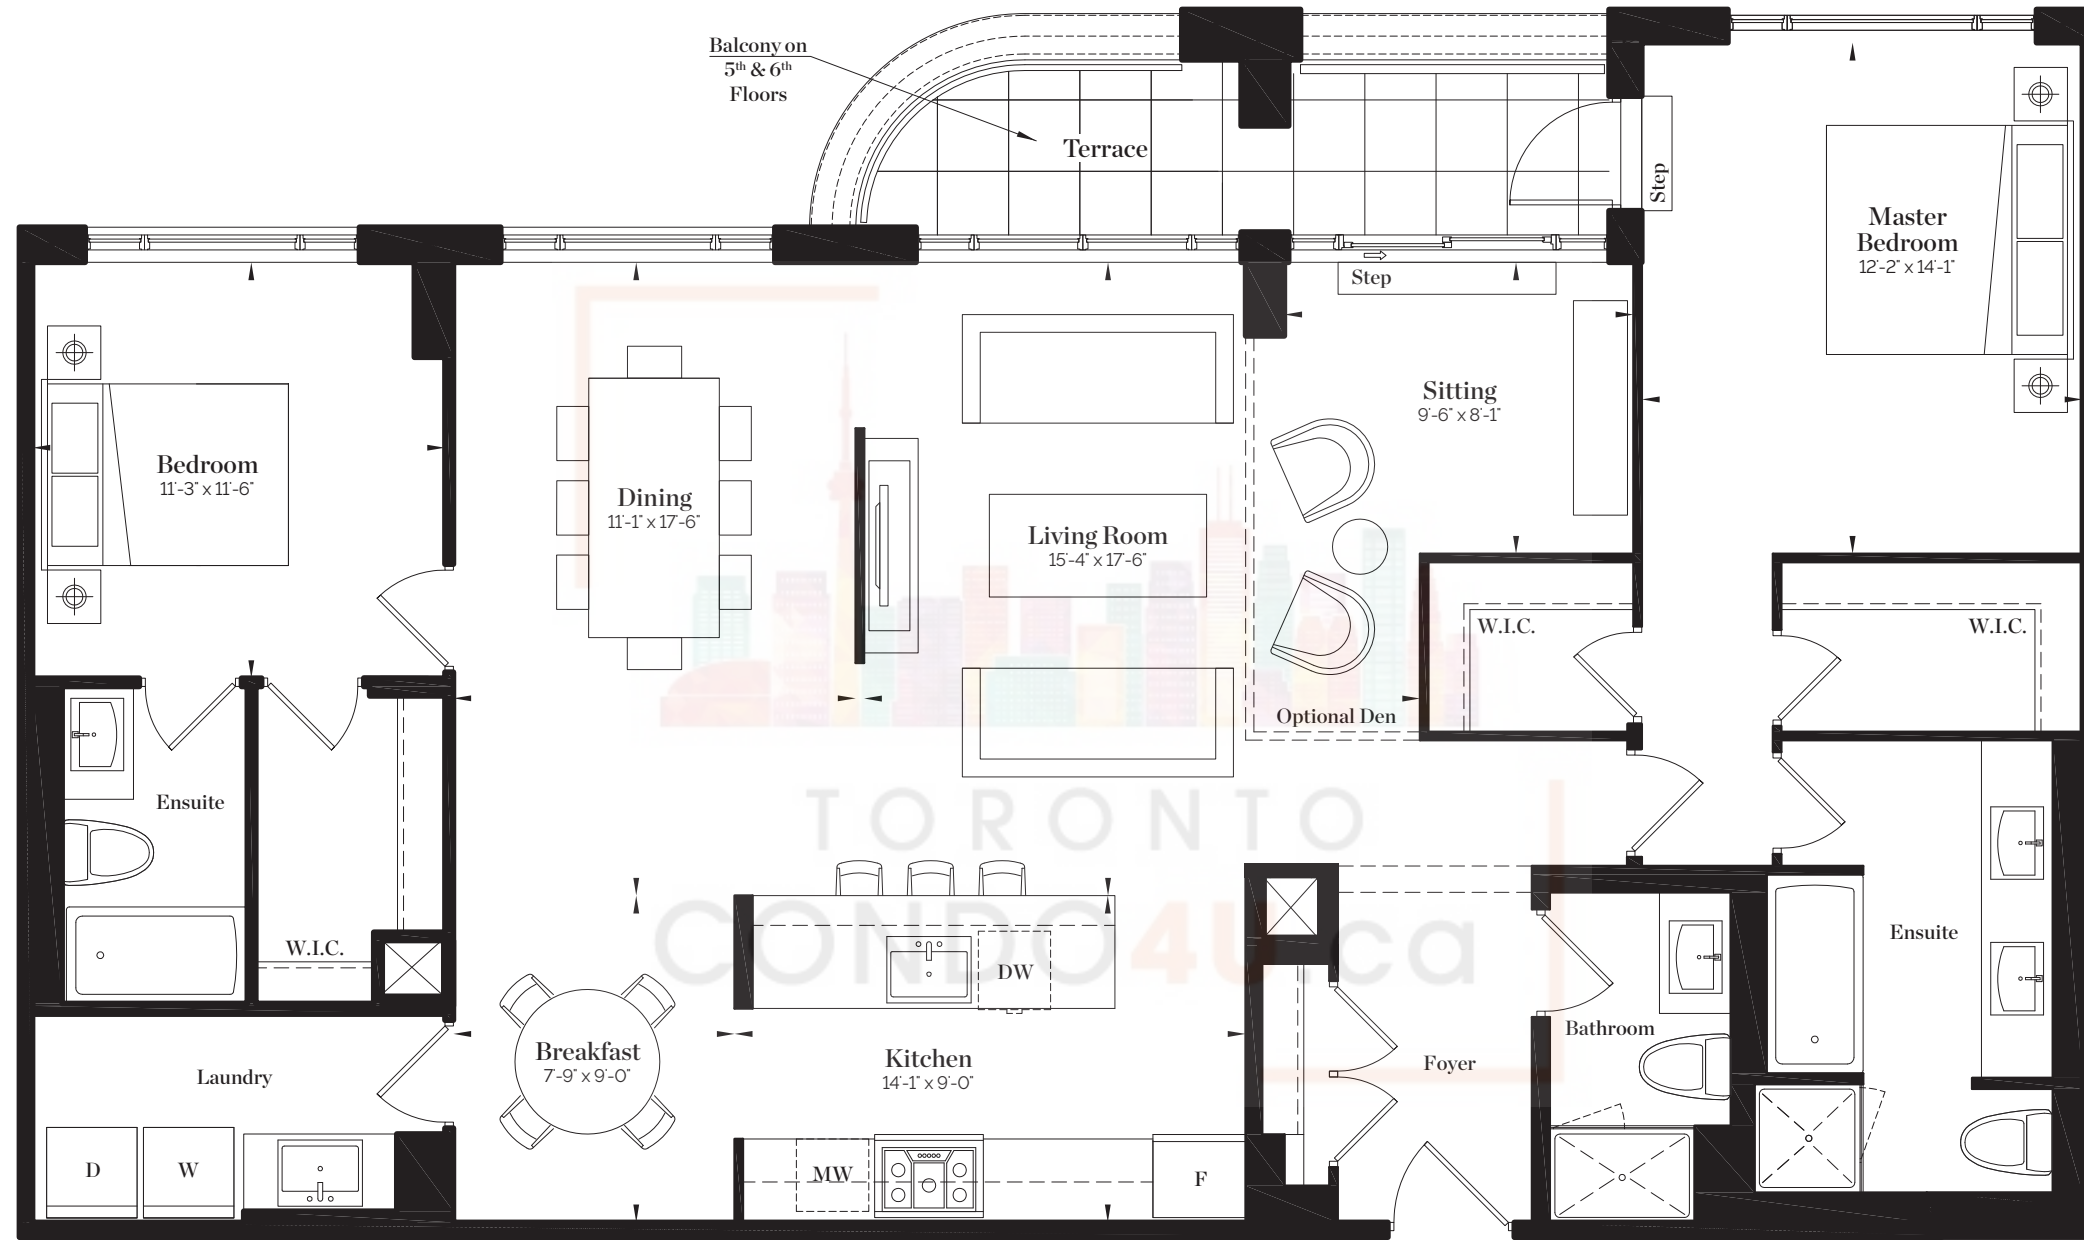 Balcony on
5th & 6th
Floors
Terrace
Step
Master
Bedroom
12'-2" x 14'-1"
Step
Sitting
9'-6" x 8'-1"
Bedroom
11'-3" x 11'-6"
Dining
11'-1" x 17'-6"
Living Room
15'-4" x 17'-6"
W.I.C.
W.I.C.
Optional Den
Ensuite
TORONTO
CONDO4U.ca
W.I.C.
DW
Ensuite
Bathroom
Breakfast
7'-9" x 9'-0"
Kitchen
14'-1" x 9'-0"
Foyer
Laundry
D
W
MW
F